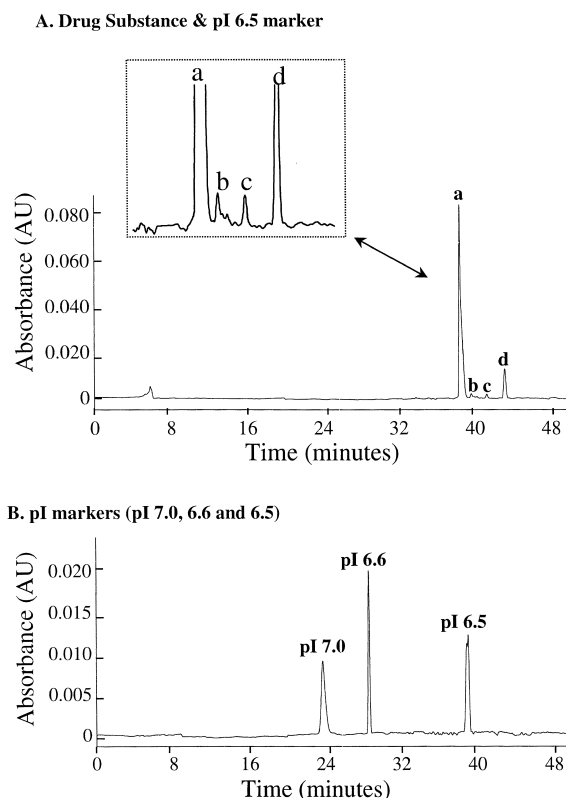 A. Drug Substance & pI 6.5 marker
a
d
b
c
0.080
0.060
0.040
0.020
0
Absorbance (AU)
a
b
c
d
0
8
16
24
32
40
48
Time (minutes)
B. pI markers (pI 7.0, 6.6 and 6.5)
0.020
0.015
0.010
0.005
0
Absorbance (AU)
pI 6.6
pI 7.0
pI 6.5
0
8
16
24
32
40
48
Time (minutes)